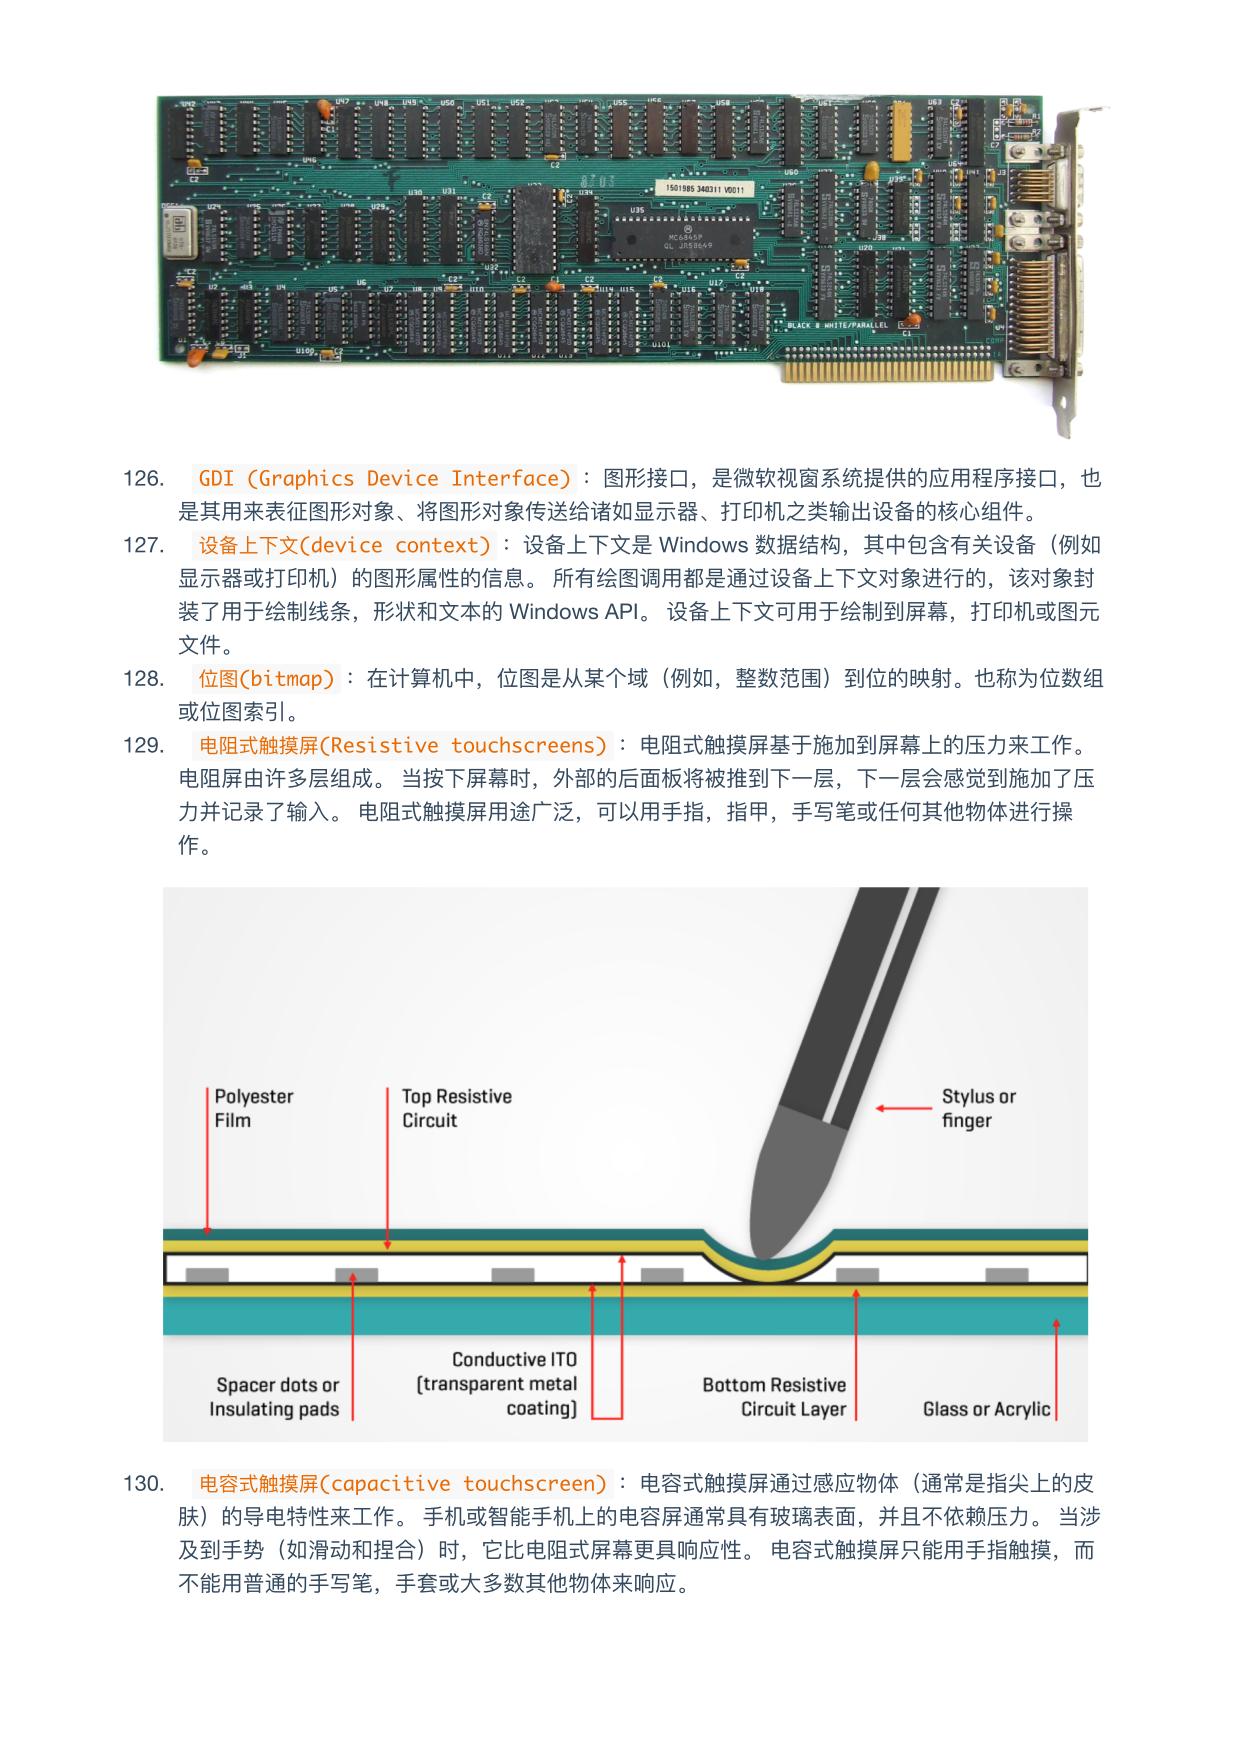 1501985 340311 V0011
MC6845P
QL JR58649
BLACK & WHITE/PARALLEL
126. GDI (Graphics Device Interface) ：图形接口，是微软视窗系统提供的应用程序接口，也
是其用来表征图形对象、将图形对象传送给诸如显示器、打印机之类输出设备的核心组件。
127. 设备上下文(device context) ：设备上下文是 Windows 数据结构，其中包含有关设备（例如
显示器或打印机）的图形属性的信息。 所有绘图调用都是通过设备上下文对象进行的，该对象封
装了用于绘制线条，形状和文本的 Windows API。 设备上下文可用于绘制到屏幕，打印机或图元
文件。
128. 位图(bitmap) ：在计算机中，位图是从某个域（例如，整数范围）到位的映射。也称为位数组
或位图索引。
129. 电阻式触摸屏(Resistive touchscreens) ：电阻式触摸屏基于施加到屏幕上的压力来工作。
电阻屏由许多层组成。 当按下屏幕时，外部的后面板将被推到下一层，下一层会感觉到施加了压
力并记录了输入。 电阻式触摸屏用途广泛，可以用手指，指甲，手写笔或任何其他物体进行操
作。
Polyester
Film
Top Resistive
Circuit
Stylus or
finger
Spacer dots or
Insulating pads
Conductive ITO
(transparent metal
coating)
Bottom Resistive
Circuit Layer
Glass or Acrylic
130. 电容式触摸屏(capacitive touchscreen) ：电容式触摸屏通过感应物体（通常是指尖上的皮
肤）的导电特性来工作。 手机或智能手机上的电容屏通常具有玻璃表面，并且不依赖压力。 当涉
及到手势（如滑动和捏合）时，它比电阻式屏幕更具响应性。 电容式触摸屏只能用手指触摸，而
不能用普通的手写笔，手套或大多数其他物体来响应。